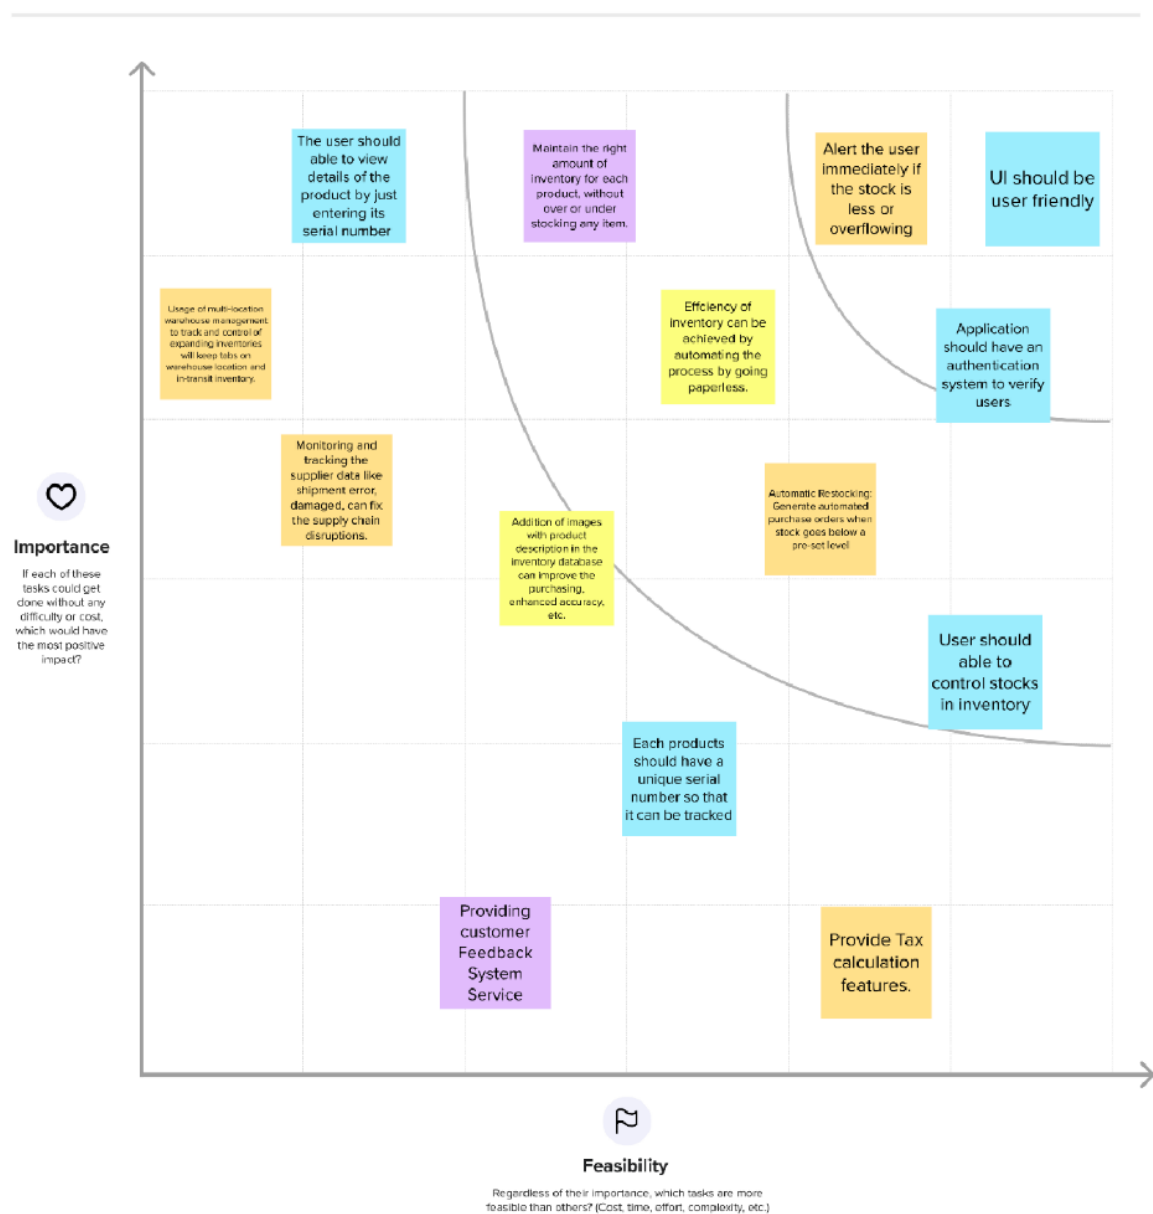 The user should
able to view
details of the
product by just
entering its
serial number
Maintain the right
amount of
inventory for each
product, without
over or under
stocking any item.
Alert the user
immediately if
the stock is
less or
overflowing
UI should be
user friendly
Usage of multi-location
warehouse management
to track and control of
expanding inventories
will keep tabs on
warehouse location and
in-transit inventory.
Effciency of
inventory can be
achieved by
automating the
process by going
paperless.
Application
should have an
authentication
system to verify
users
Monitoring and
tracking the
supplier data like
shipment error,
damaged, can fix
the supply chain
disruptions.
Addition of images
with product
description in the
inventory database
can improve the
purchasing,
enhanced accuracy,
etc.
Automatic Restocking:
Generate automated
purchase orders when
stock goes below a
pre-set level
Importance
If each of these
tasks could get
done without any
difficulty or cost,
which would have
the most positive
impact?
User should
able to
control stocks
in inventory
Each products
should have a
unique serial
number so that
it can be tracked
Providing
customer
Feedback
System
Service
Provide Tax
calculation
features.
Feasibility
Regardless of their importance, which tasks are more
feasible than others? (Cost, time, effort, complexity, etc.)